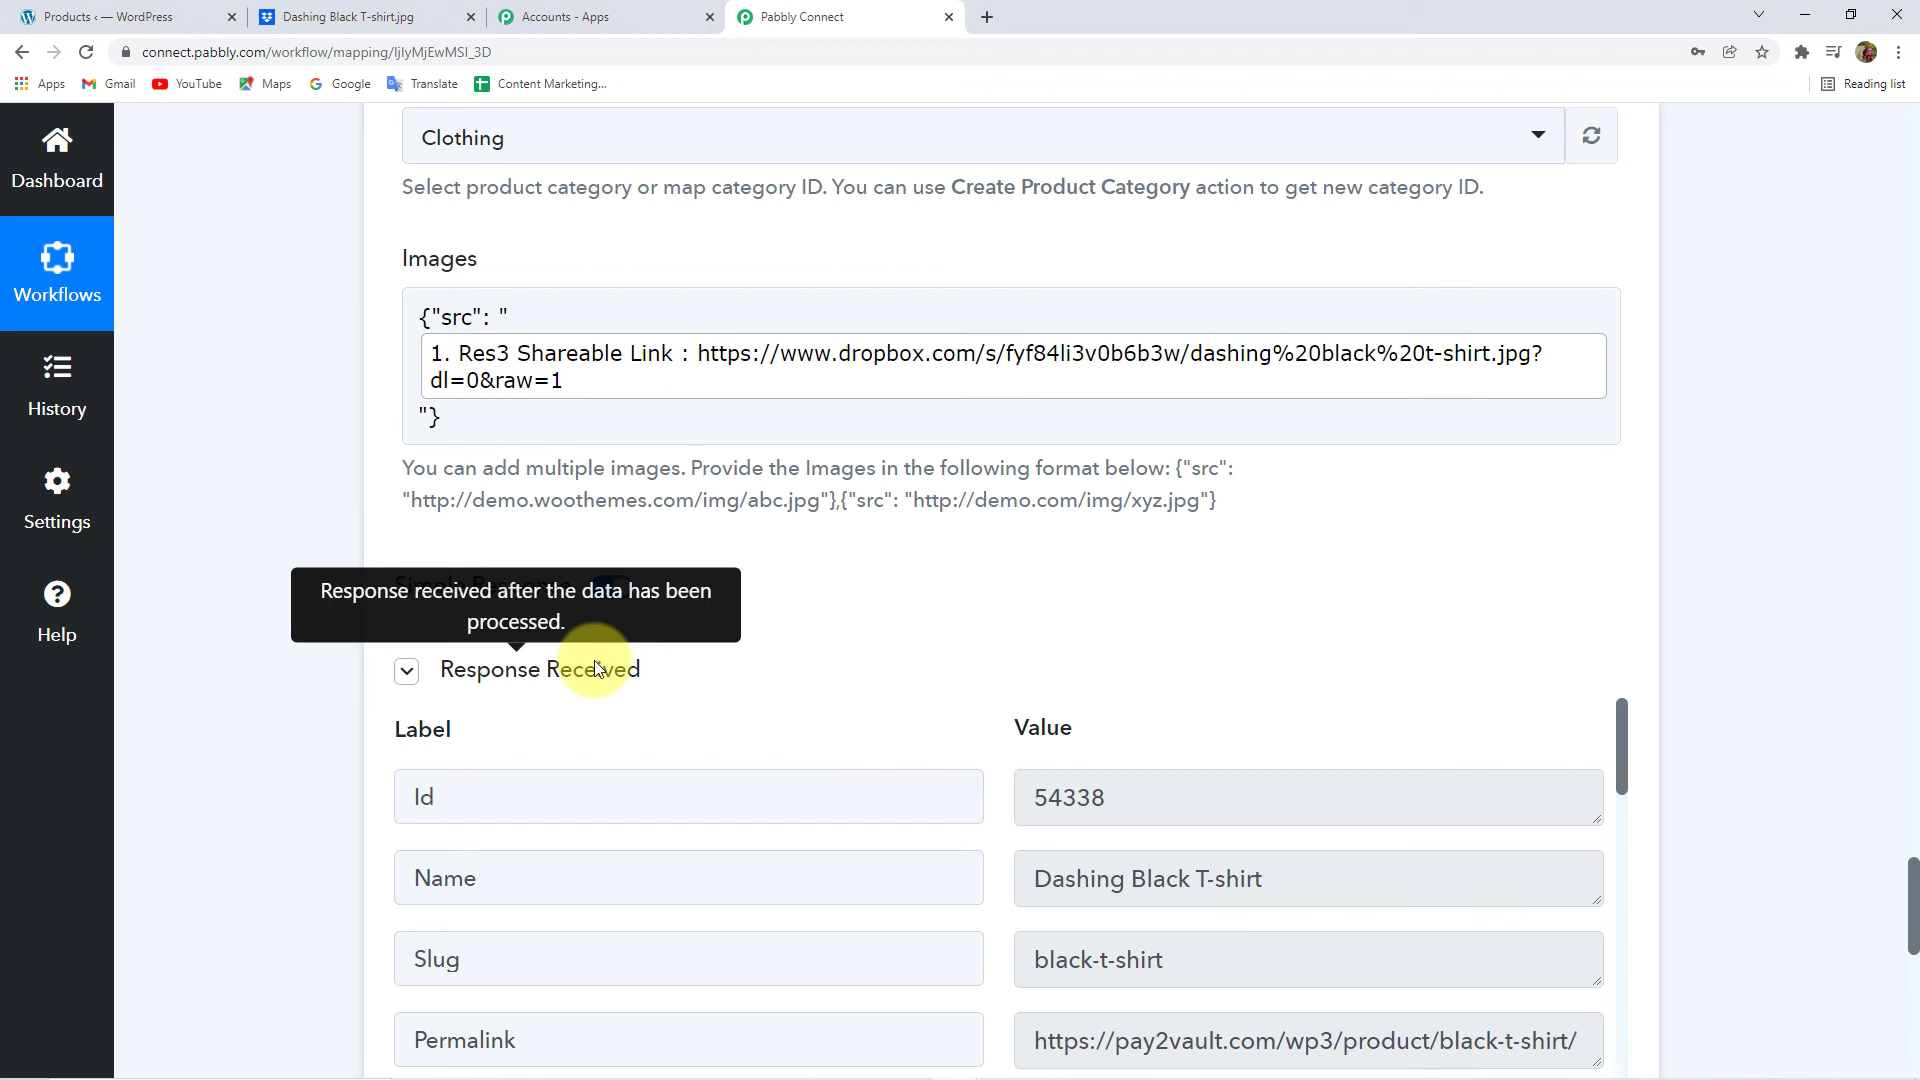 Products ‹ — WordPress
Dashing Black T-shirt.jpg
Accounts - Apps
Pabbly Connect
connect.pabbly.com/workflow/mapping/IjIyMjEwMSI_3D
Apps
Gmail
YouTube
Maps
Google
Translate
Content Marketing...
Reading list
Dashboard
Workflows
History
Settings
Help
Clothing
Select product category or map category ID. You can use Create Product Category action to get new category ID.
Images
{"src": "
1. Res3 Shareable Link : https://www.dropbox.com/s/fyf84li3v0b6b3w/dashing%20black%20t-shirt.jpg?
dl=0&raw=1
"}
You can add multiple images. Provide the Images in the following format below: {"src":
"http://demo.woothemes.com/img/abc.jpg"},{"src": "http://demo.com/img/xyz.jpg"}
Response received after the data has been
processed.
Response Received
Label
Value
Id
54338
Name
Dashing Black T-shirt
Slug
black-t-shirt
Permalink
https://pay2vault.com/wp3/product/black-t-shirt/